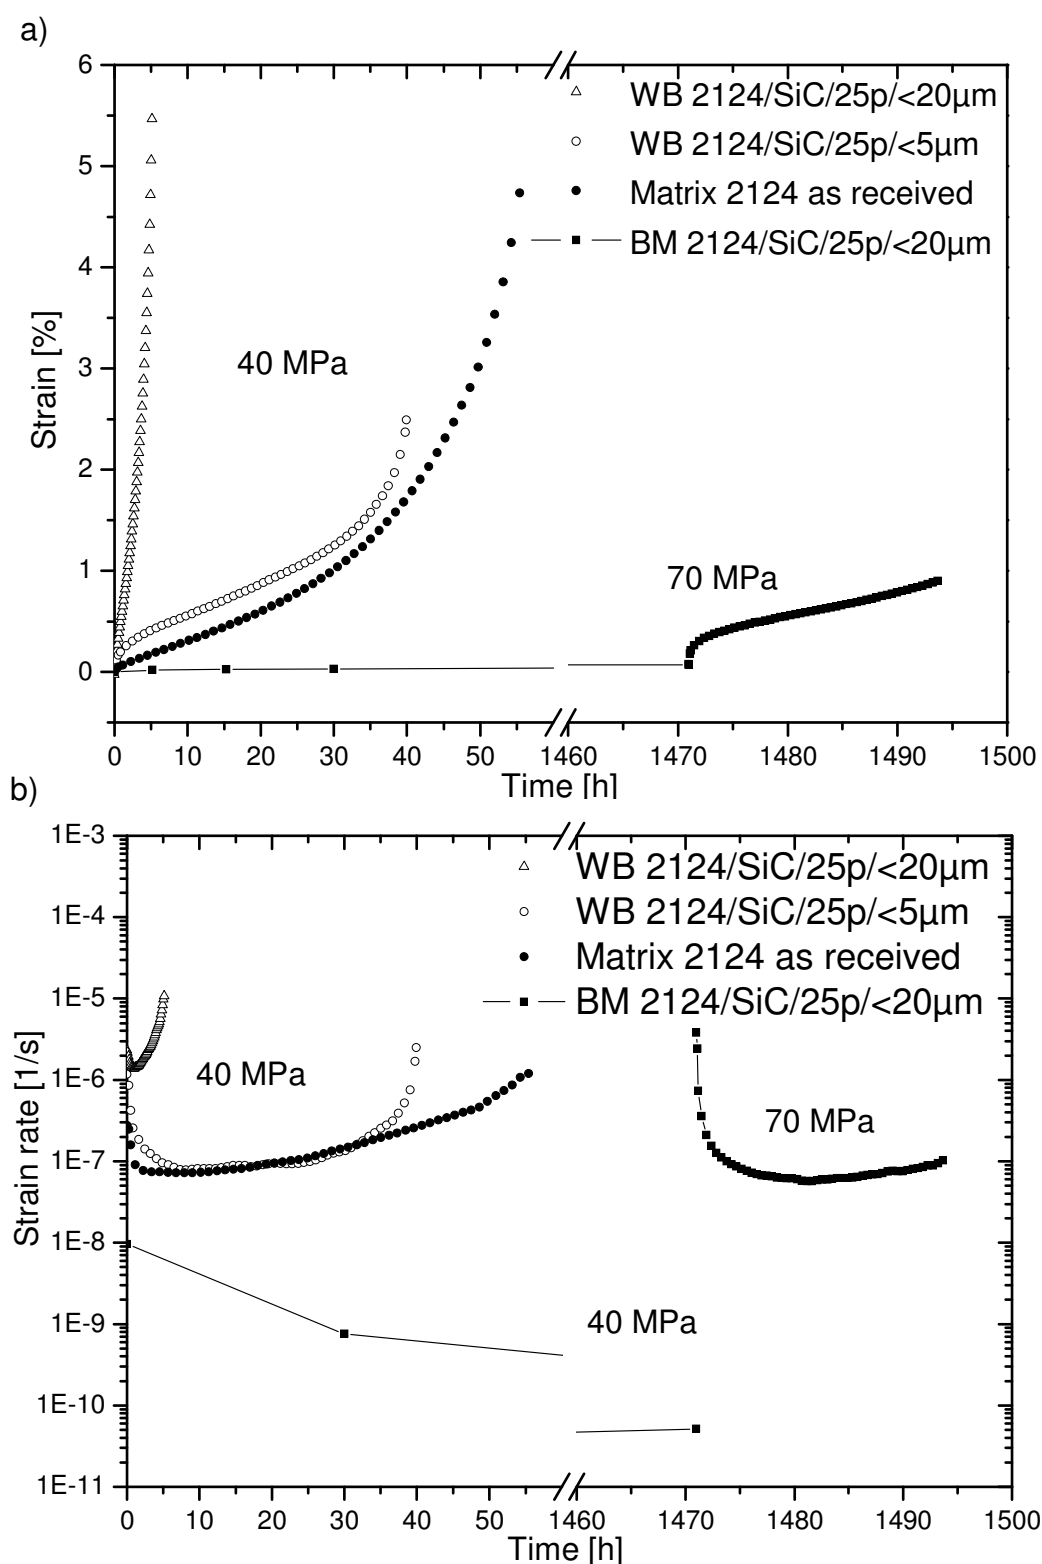 a)
6
5
4
3
2
1
0
Strain [%]
WB 2124/SiC/25p/<20µm
WB 2124/SiC/25p/<5µm
Matrix 2124 as received
BM 2124/SiC/25p/<20µm
40 MPa
70 MPa
0 10 20 30 40 50 1460 1470 1480 1490 1500
Time [h]
b)
1E-3
1E-4
1E-5
1E-6
1E-7
1E-8
1E-9
1E-10
1E-11
Strain rate [1/s]
WB 2124/SiC/25p/<20µm
WB 2124/SiC/25p/<5µm
Matrix 2124 as received
BM 2124/SiC/25p/<20µm
40 MPa
70 MPa
40 MPa
0 10 20 30 40 50 1460 1470 1480 1490 1500
Time [h]